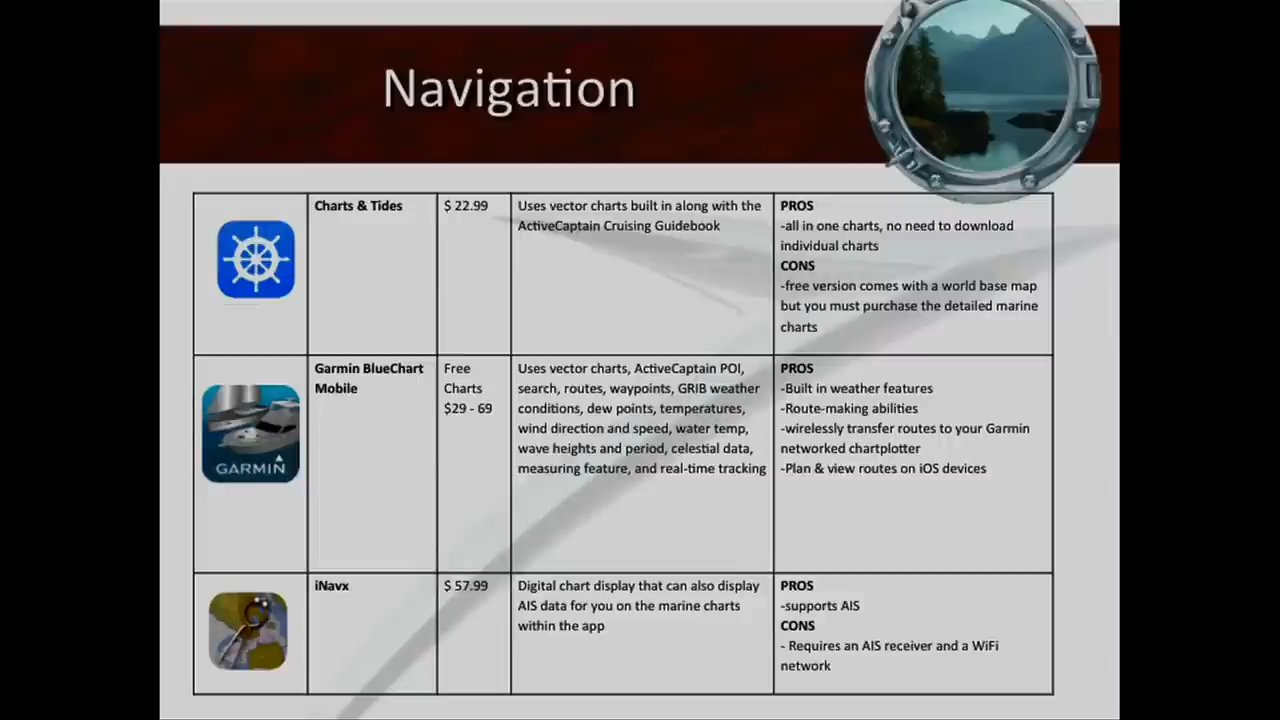 Navigation
Charts & Tides
$ 22.99
Uses vector charts built in along with the
ActiveCaptain Cruising Guidebook
PROS
-all in one charts, no need to download
individual charts
CONS
-free version comes with a world base map
but you must purchase the detailed marine
charts
GARMIN
Garmin BlueChart
Mobile
Free
Charts
$29 - 69
Uses vector charts, ActiveCaptain POI,
search, routes, waypoints, GRIB weather
conditions, dew points, temperatures,
wind direction and speed, water temp,
wave heights and period, celestial data,
measuring feature, and real-time tracking
PROS
-Built in weather features
-Route-making abilities
-wirelessly transfer routes to your Garmin
networked chartplotter
-Plan & view routes on iOS devices
iNavx
$ 57.99
Digital chart display that can also display
AIS data for you on the marine charts
within the app
PROS
-supports AIS
CONS
- Requires an AIS receiver and a WiFi
network